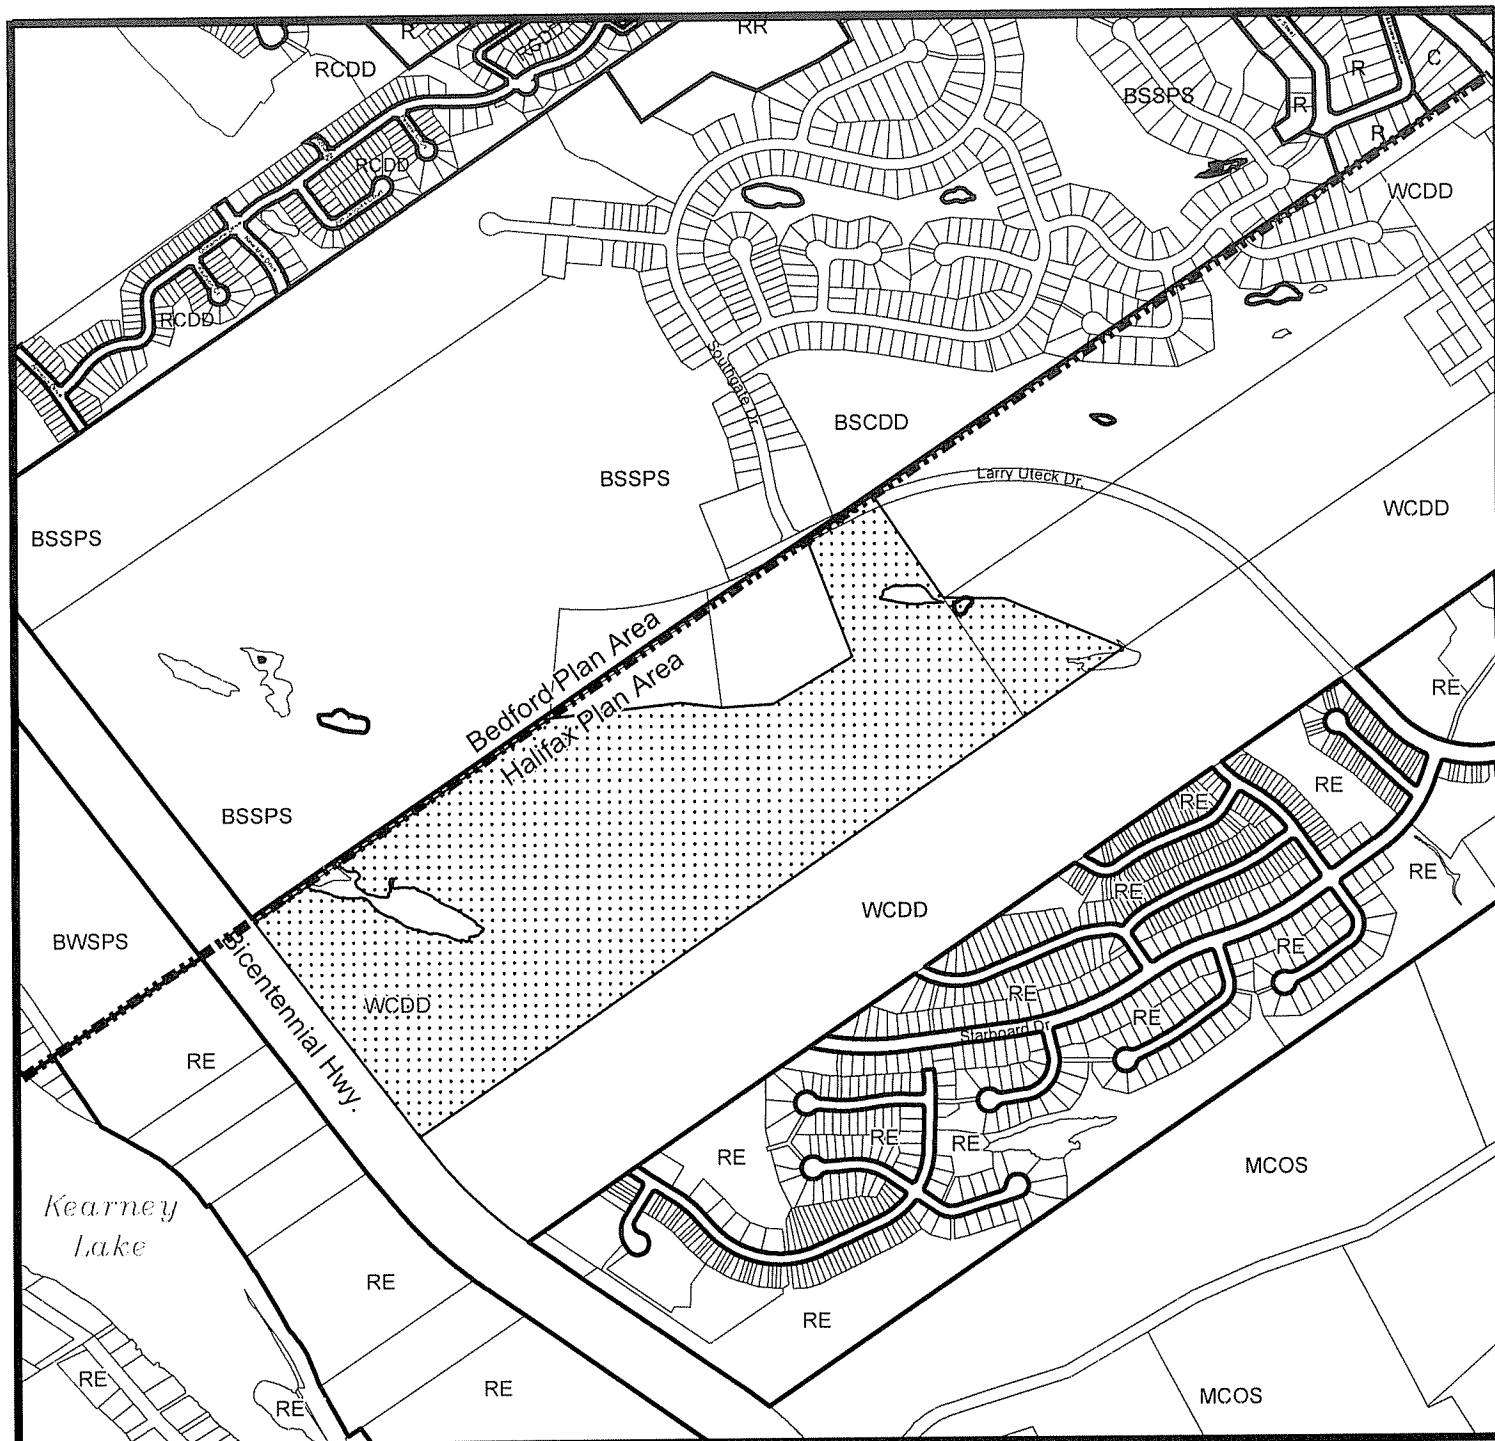 RR
R
RCDD
RCDD
R
C
R
R
BSSPS
RCDD
WCDD
RCDD
Southgate Dr.
BSCDD
BSSPS
Larry Uteck Dr.
WCDD
BSSPS
Bedford Plan Area
Halifax Plan Area
RE
RE
RE
BSSPS
RE
RE
WCDD
BWSPS
RE
Bicentennial Hwy.
RE
WCDD
RE
Starboard Dr.
RE
RE
RE
RE
MCOS
Kearney
Lake
RE
RE
RE
RE
RE
MCOS